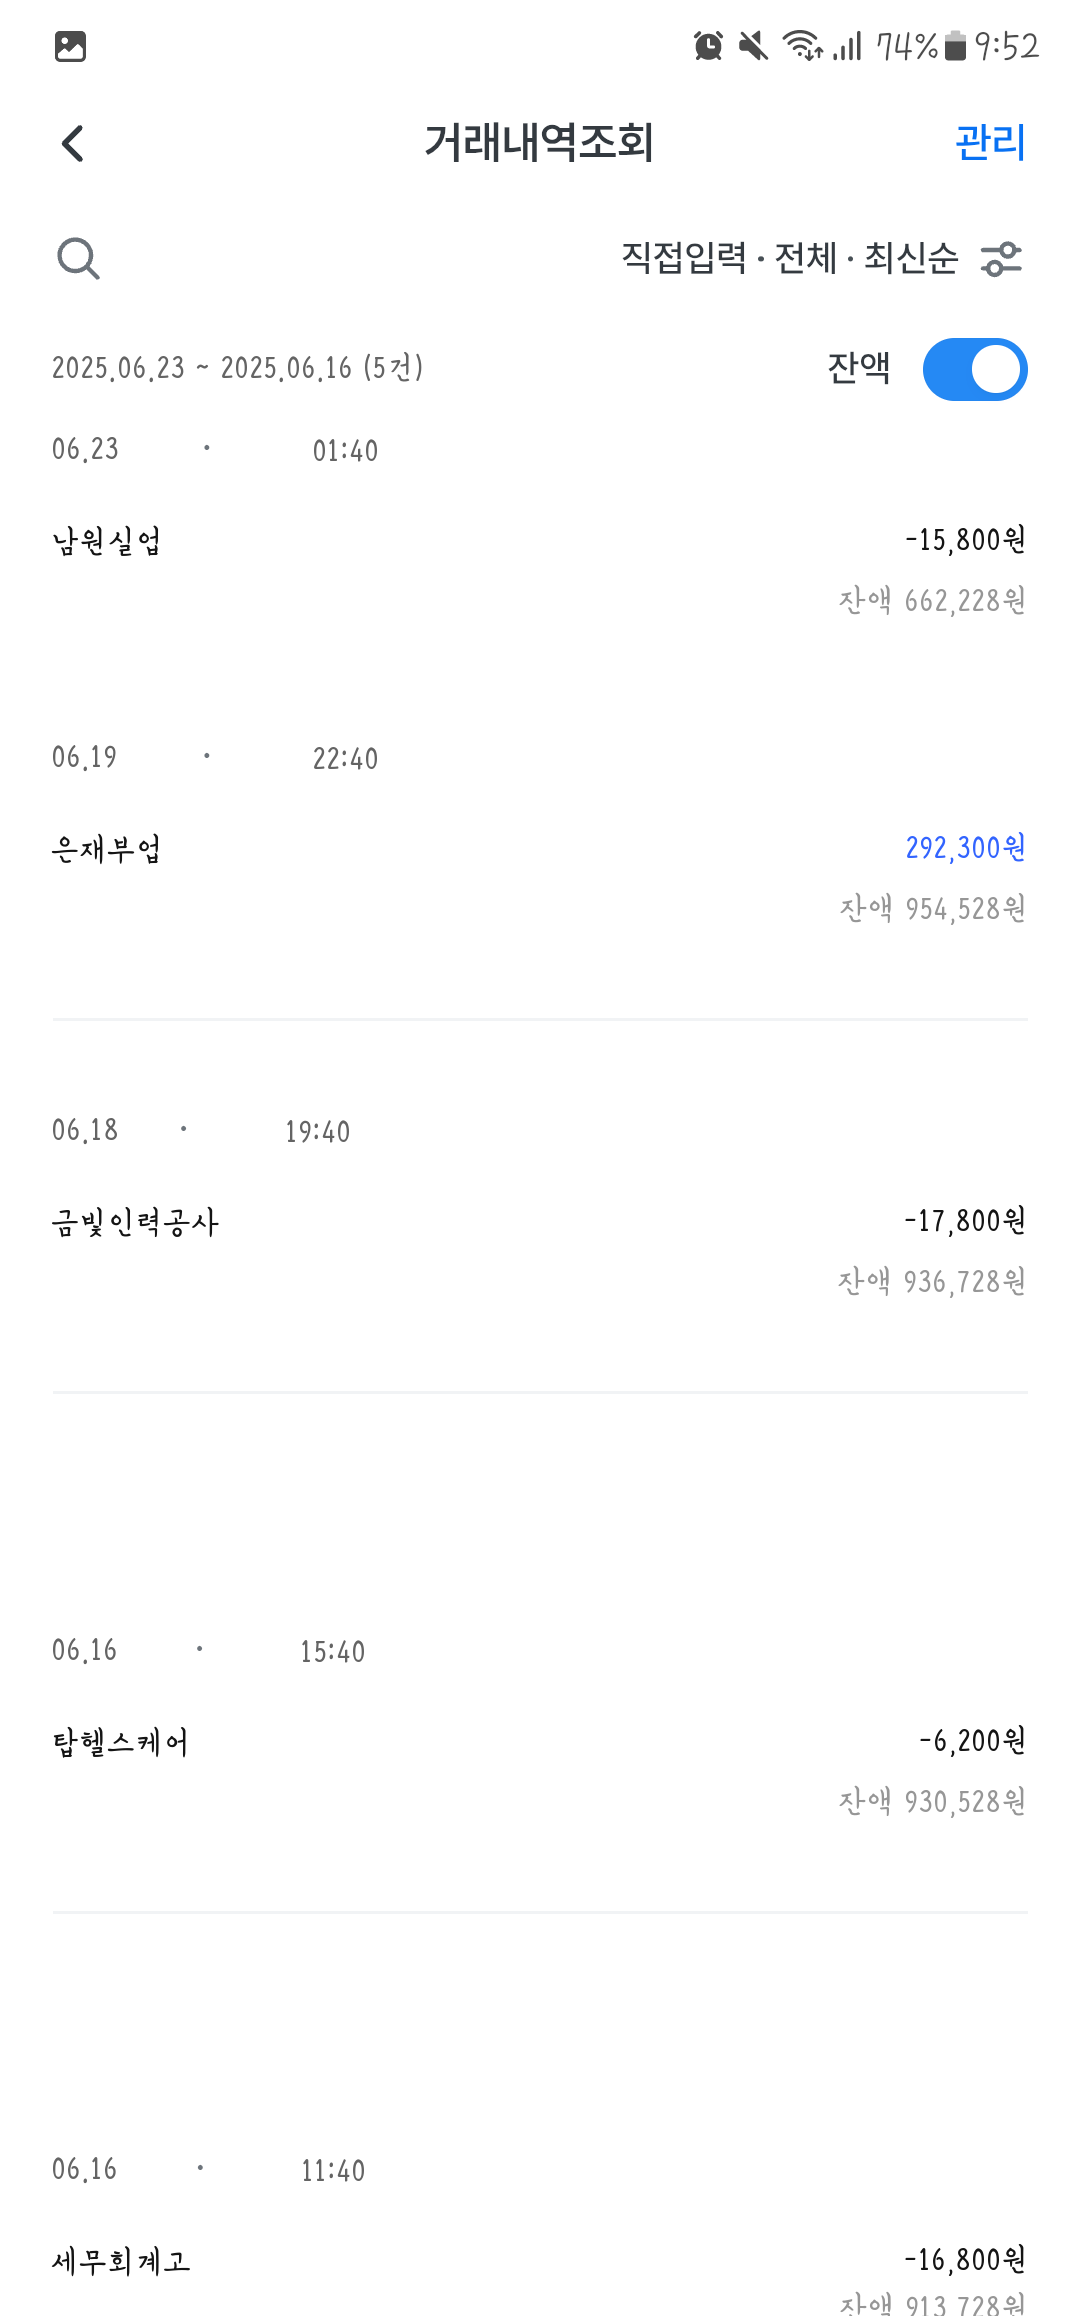 74% 9:52
거래내역조회 관리
직접입력 · 전체 · 최신순
2025.06.23 ~ 2025.06.16 (5건) 잔액
06.23 · 01:40
남원실업 -15,800원
잔액 662,228원
06.19 · 22:40
은재부업 292,300원
잔액 954,528원
06.18 · 19:40
금빛인력공사 -17,800원
잔액 936,728원
06.16 · 15:40
탑헬스케어 -6,200원
잔액 930,528원
06.16 · 11:40
세무회계고 -16,800원
잔액 913,728원